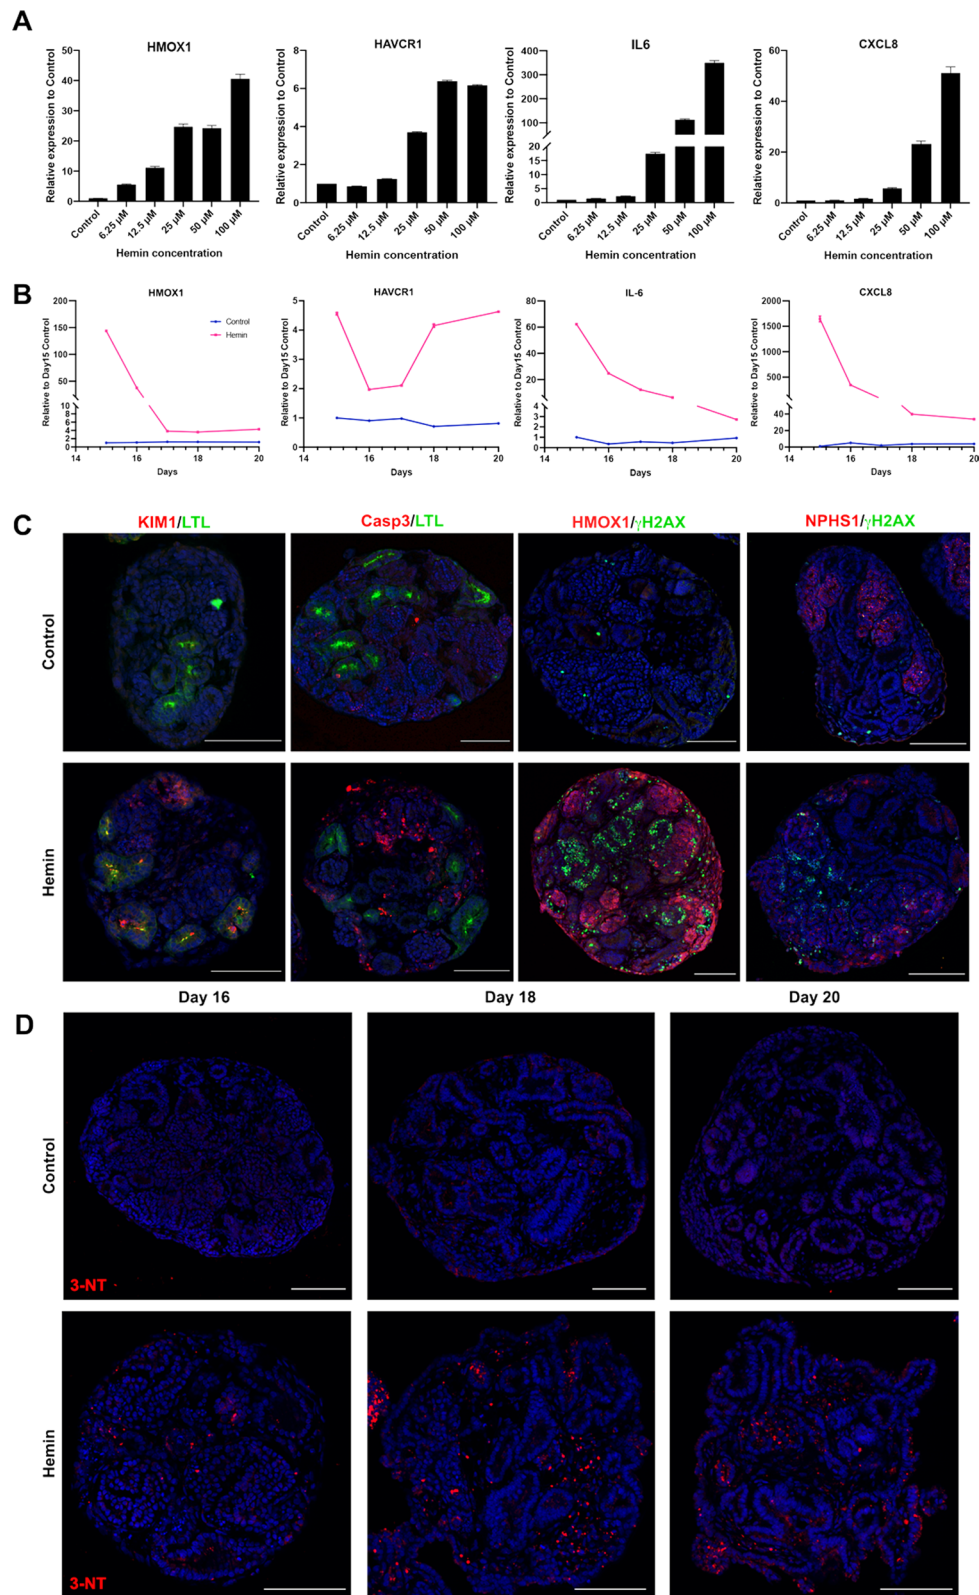 A
HMOX1
Relative expression to Control
50
40
30
20
10
0
Control
6.25 µM
12.5 µM
25 µM
50 µM
100 µM
Hemin concentration
HAVCR1
Relative expression to Control
8
6
4
2
0
Control
6.25 µM
12.5 µM
25 µM
50 µM
100 µM
Hemin concentration
IL6
Relative expression to Control
400
300
200
100
20
15
10
5
0
Control
6.25 µM
12.5 µM
25 µM
50 µM
100 µM
Hemin concentration
CXCL8
Relative expression to Control
60
40
20
0
Control
6.25 µM
12.5 µM
25 µM
50 µM
100 µM
Hemin concentration
B
HMOX1
Relative to Day15 Control
200
150
100
50
10
8
6
4
2
0
14 16 18 20
Days
Control
Hemin
HAVCR1
Relative to Day15 Control
5
4
3
2
1
0
14 16 18 20
Days
IL-6
Relative to Day15 Control
60
40
20
4
3
2
1
0
14 16 18 20
Days
CXCL8
Relative to Day15 Control
2000
1500
1000
500
40
20
0
14 16 18 20
Days
C
KIM1/LTL Casp3/LTL HMOX1/γH2AX NPHS1/γH2AX
Control
Hemin
D
Day 16 Day 18 Day 20
Control
3-NT
Hemin
3-NT